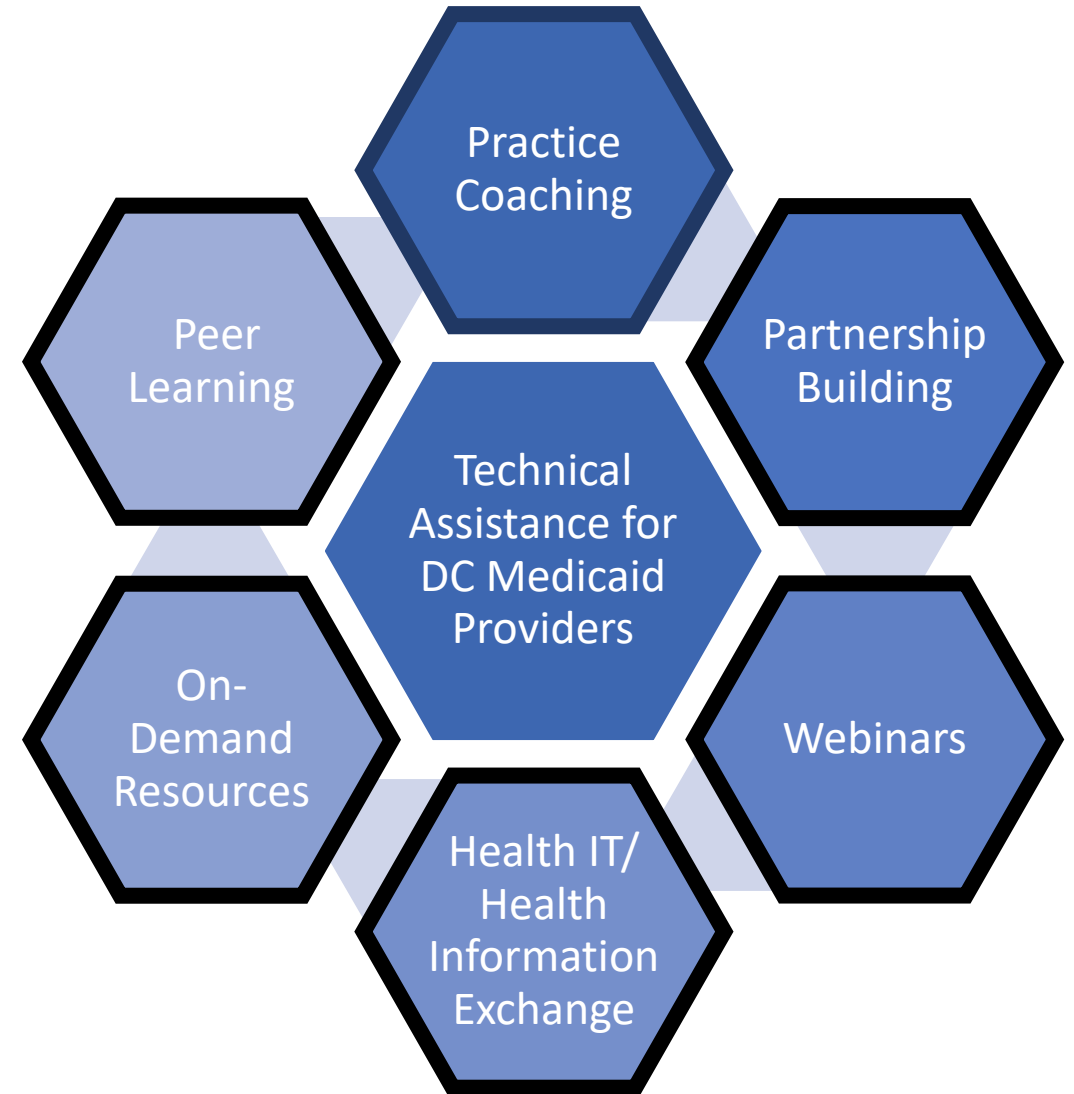 Practice
Coaching
Peer
Learning
Partnership
Building
Technical
Assistance for
DC Medicaid
Providers
On-
Demand
Resources
Webinars
Health IT/
Health
Information
Exchange